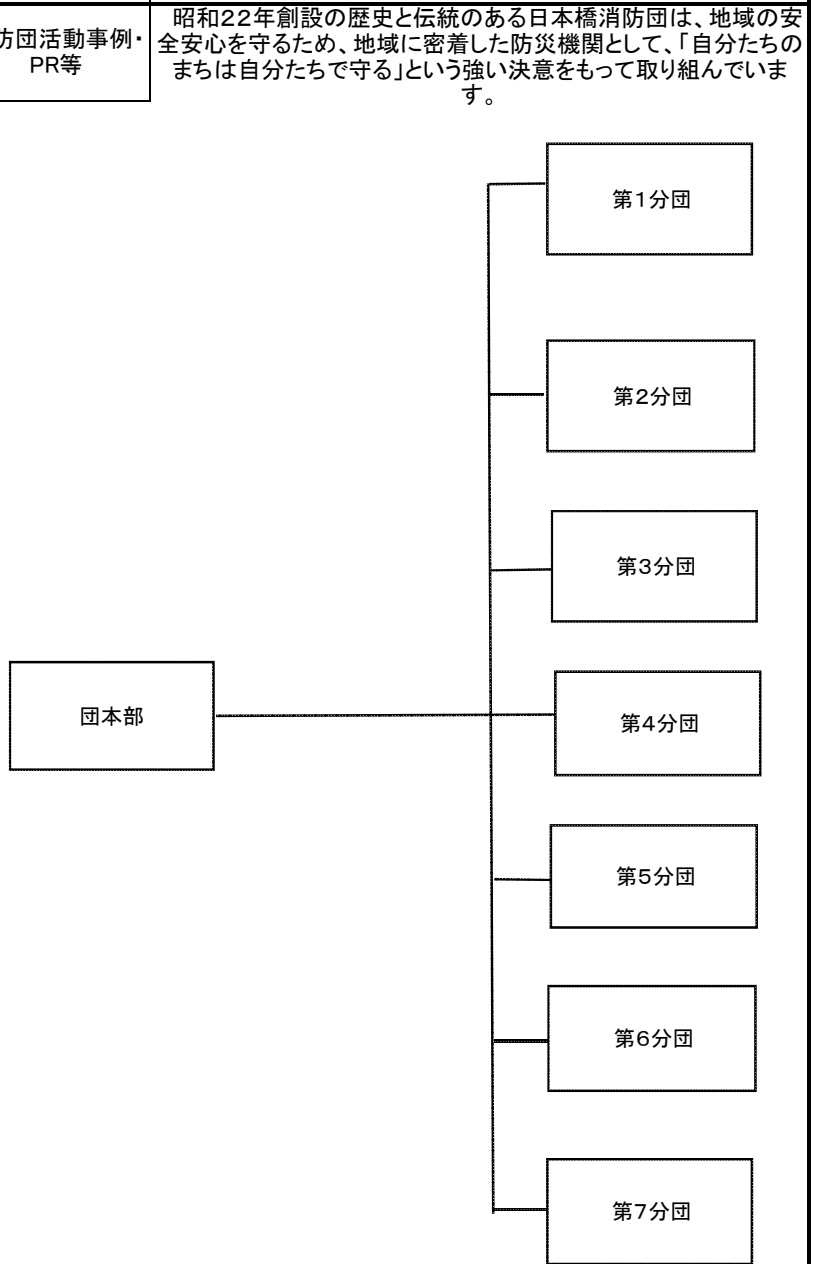 防団活動事例・
PR等
昭和22年創設の歴史と伝統のある日本橋消防団は、地域の安
全安心を守るため、地域に密着した防災機関として、「自分たちの
まちは自分たちで守る」という強い決意をもって取り組んでいま
す。
第1分団
第2分団
第3分団
団本部
第4分団
第5分団
第6分団
第7分団